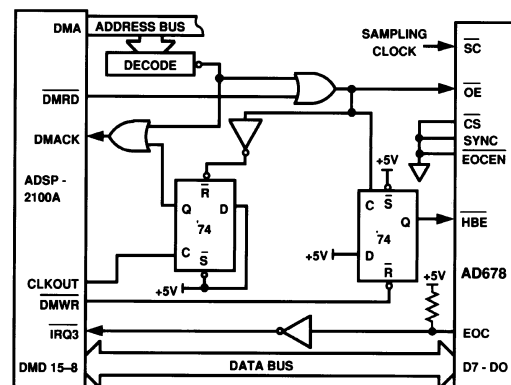 DMA
ADDRESS BUS
DECODE
SAMPLING
CLOCK
SC
DMRD
OE
DMACK
CS
SYNC
EOCEN
ADSP -
2100A
R
Q
D
'74
C
S
+5V
+5V
C
S
Q
'74
D
R
+5V
HBE
AD678
+5V
CLKOUT
DMWR
IRQ3
EOC
DMD 15–8
DATA BUS
D7 - DO